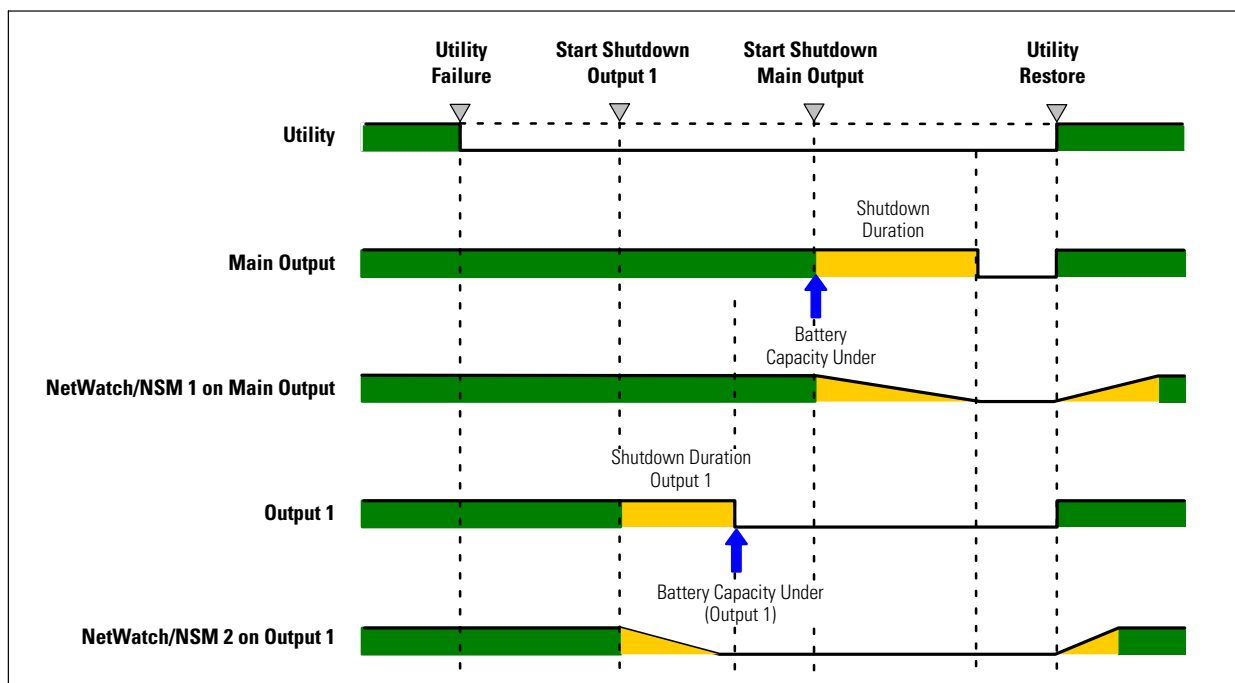 Utility
Failure
Start Shutdown
Output 1
Start Shutdown
Main Output
Utility
Restore
Utility
Shutdown
Duration
Main Output
Battery
Capacity Under
NetWatch/NSM 1 on Main Output
Shutdown Duration
Output 1
Output 1
Battery Capacity Under
(Output 1)
NetWatch/NSM 2 on Output 1